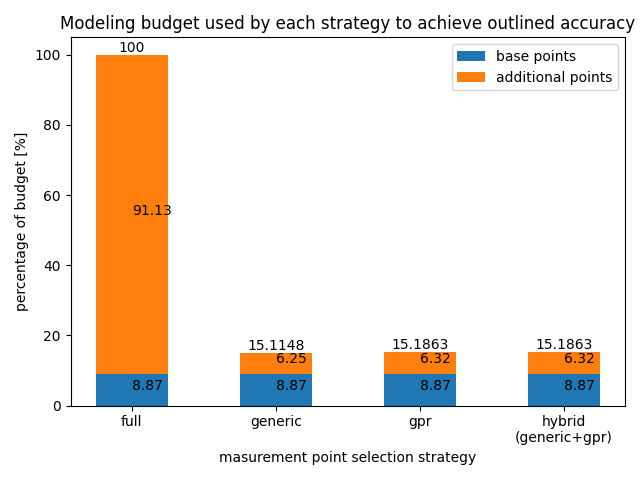 Modeling budget used by each strategy to achieve outlined accuracy
base points
additional points
percentage of budget [%]
100
80
60
40
20
0
100
91.13
8.87
15.1148
6.25
8.87
15.1863
6.32
8.87
15.1863
6.32
8.87
full
generic
gpr
hybrid
(generic+gpr)
masurement point selection strategy